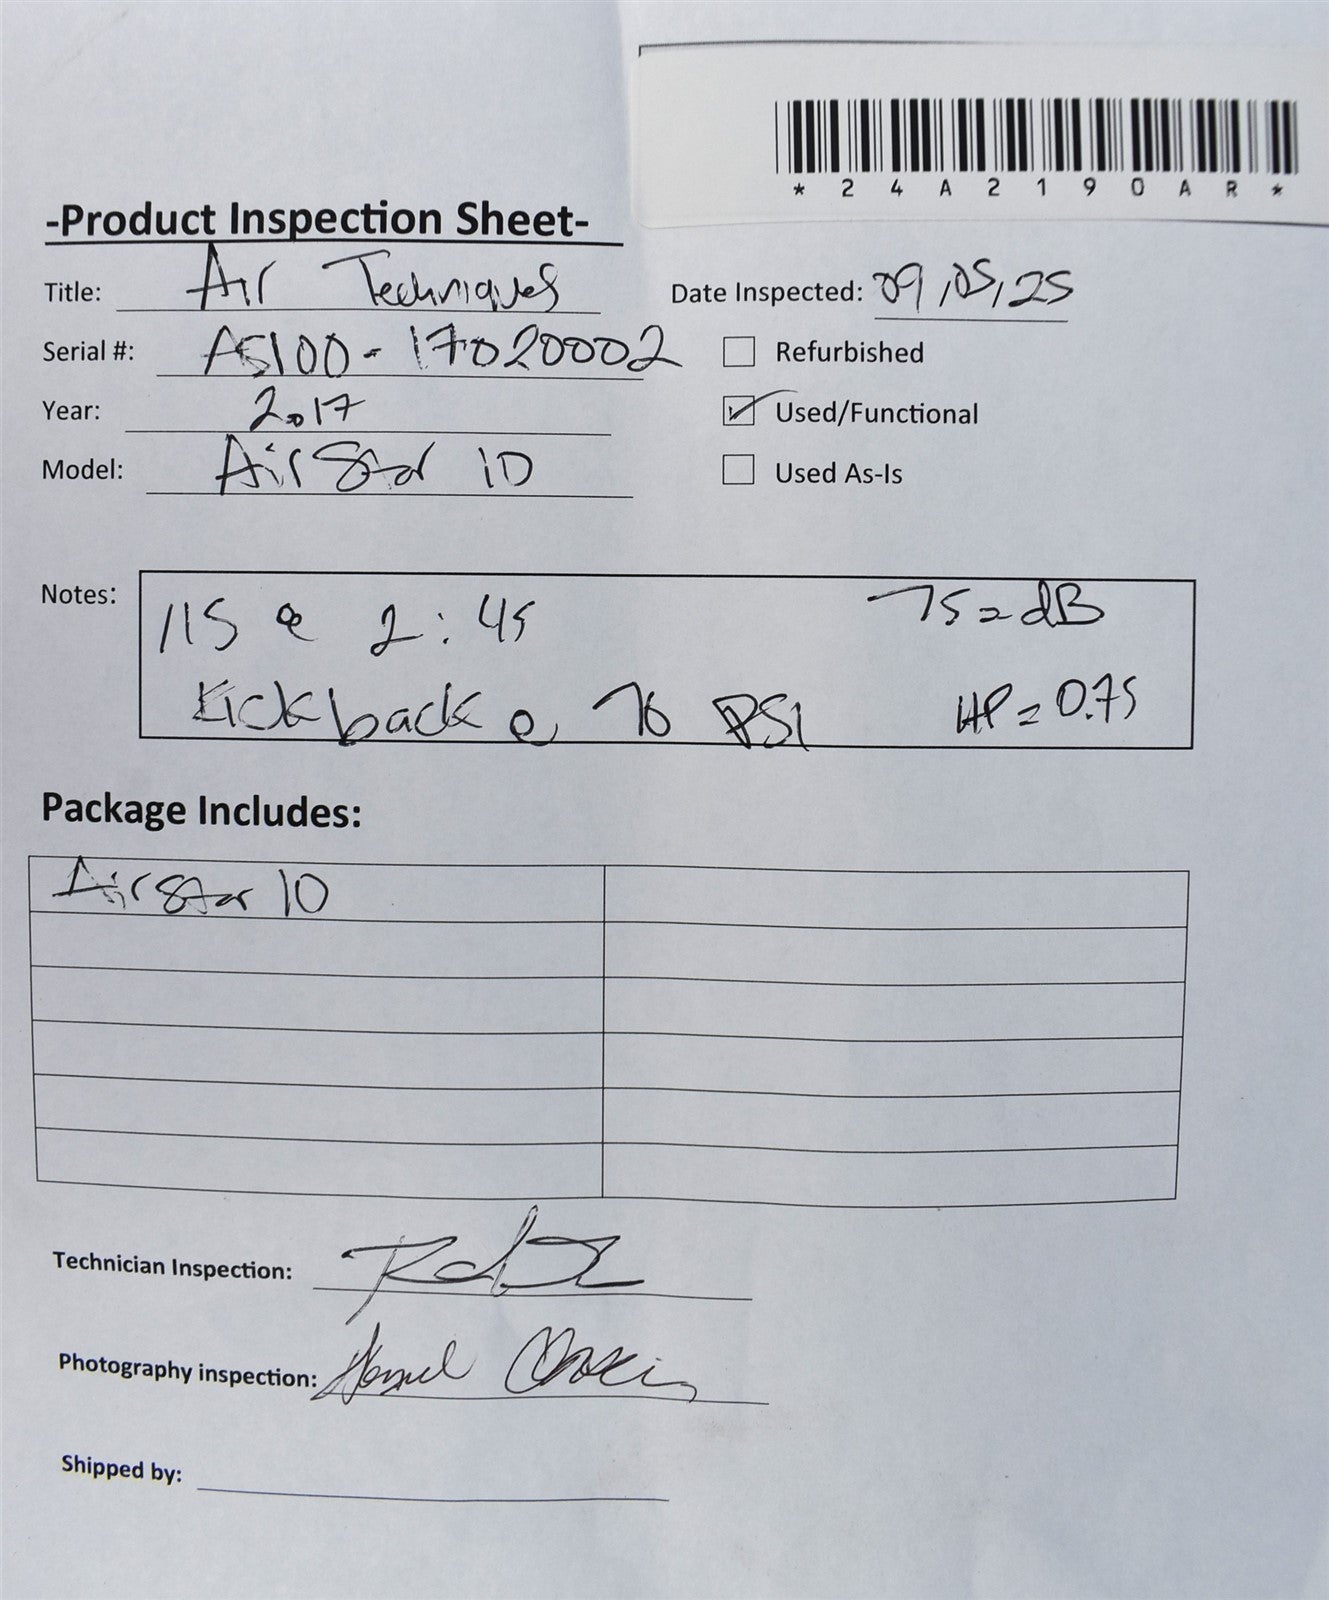 *24A2190AR*
-Product Inspection Sheet-
Title: Air Techniques
Date Inspected: 09,05,25
Serial #: AS100-17020002
Refurbished
Year: 2017
Used/Functional
Model: AirStar 10
Used As-Is
Notes: 115 @ 2:45
75=dB
Kickback @ 76 PSI
HP=0.75
Package Includes:
AirStar 10
Technician Inspection:
Photography inspection:
Shipped by: